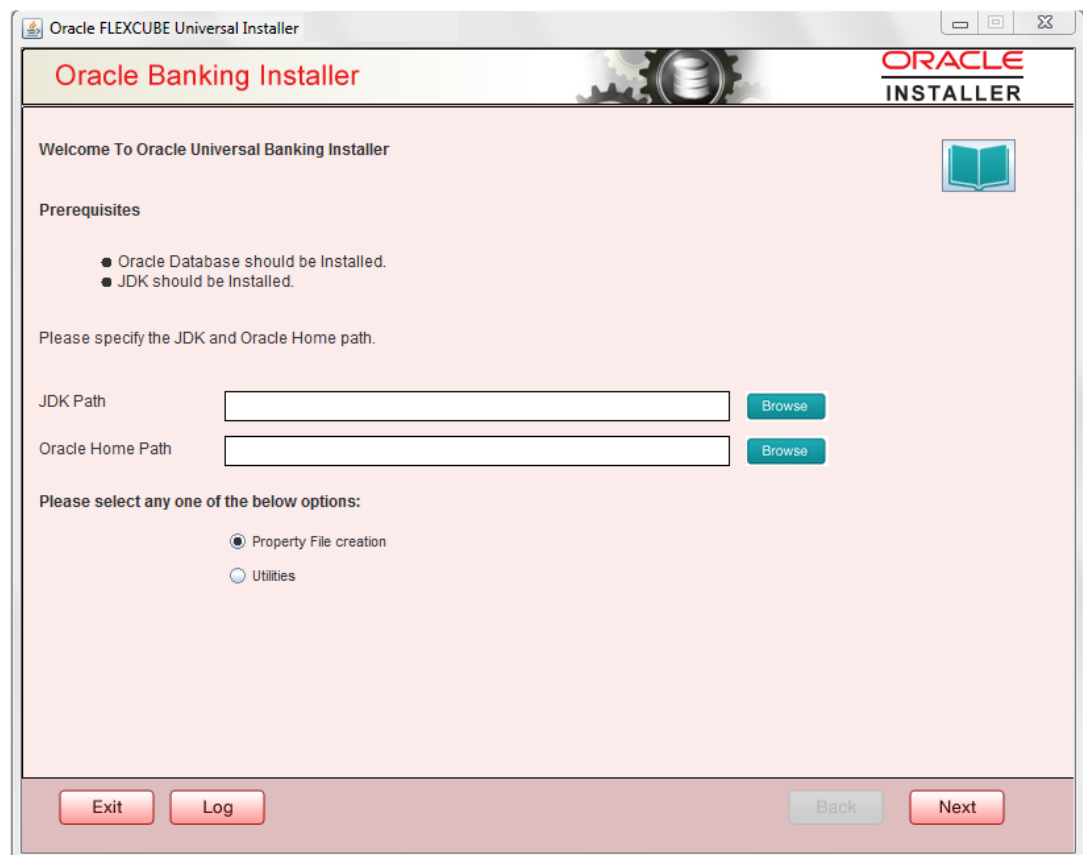 Oracle FLEXCUBE Universal Installer
Oracle Banking Installer
ORACLE
INSTALLER
Welcome To Oracle Universal Banking Installer
Prerequisites
Oracle Database should be Installed.
JDK should be Installed.
Please specify the JDK and Oracle Home path.
JDK Path
Browse
Oracle Home Path
Browse
Please select any one of the below options:
Property File creation
Utilities
Exit Log Back Next